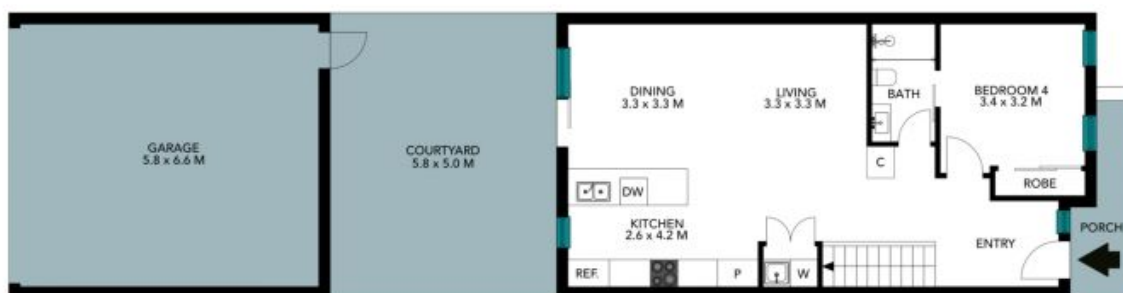 GARAGE
5.8 x 6.6 M
COURTYARD
5.8 x 5.0 M
DINING
3.3 x 3.3 M
LIVING
3.3 x 3.3 M
BATH
BEDROOM 4
3.4 x 3.2 M
C
ROBE
DW
KITCHEN
2.6 x 4.2 M
REF.
P
W
ENTRY
PORCH